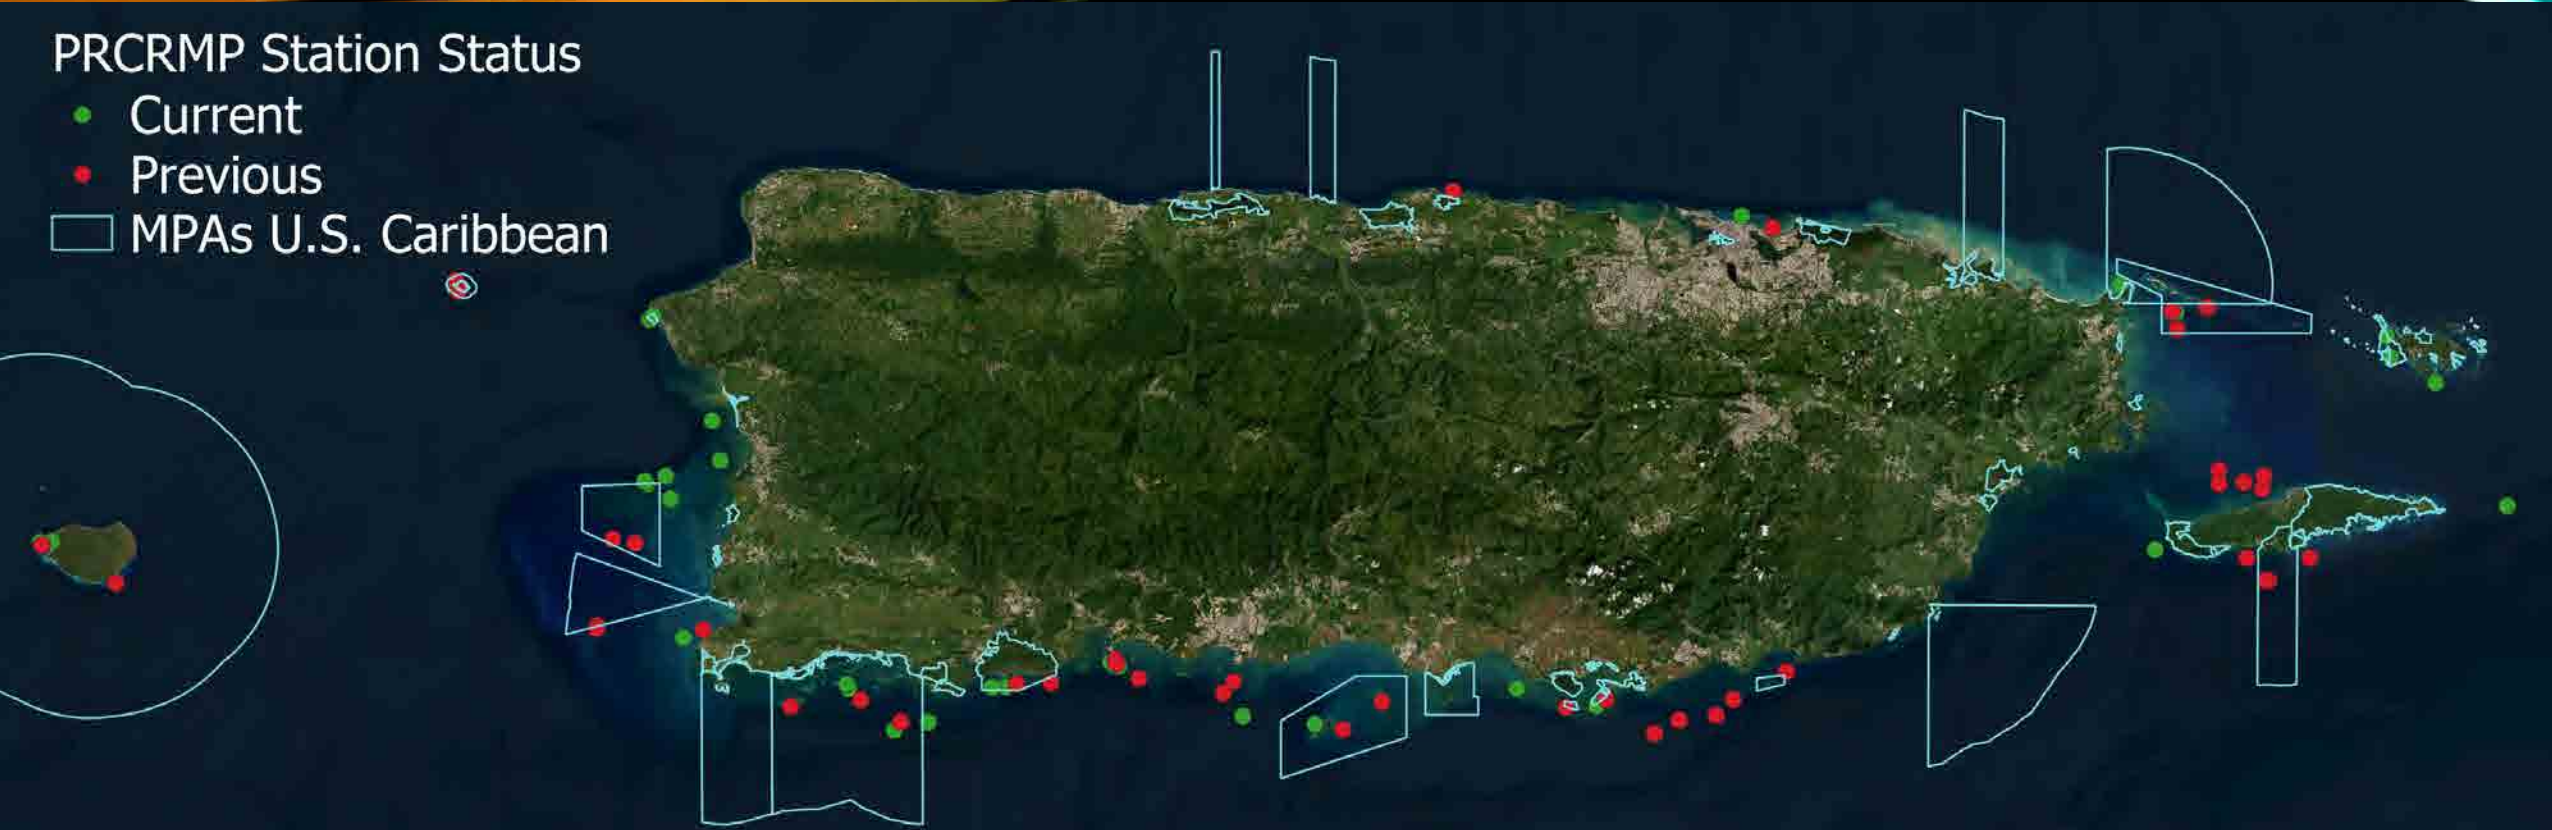 PRCRMP Station Status
Current
Previous
MPAs U.S. Caribbean